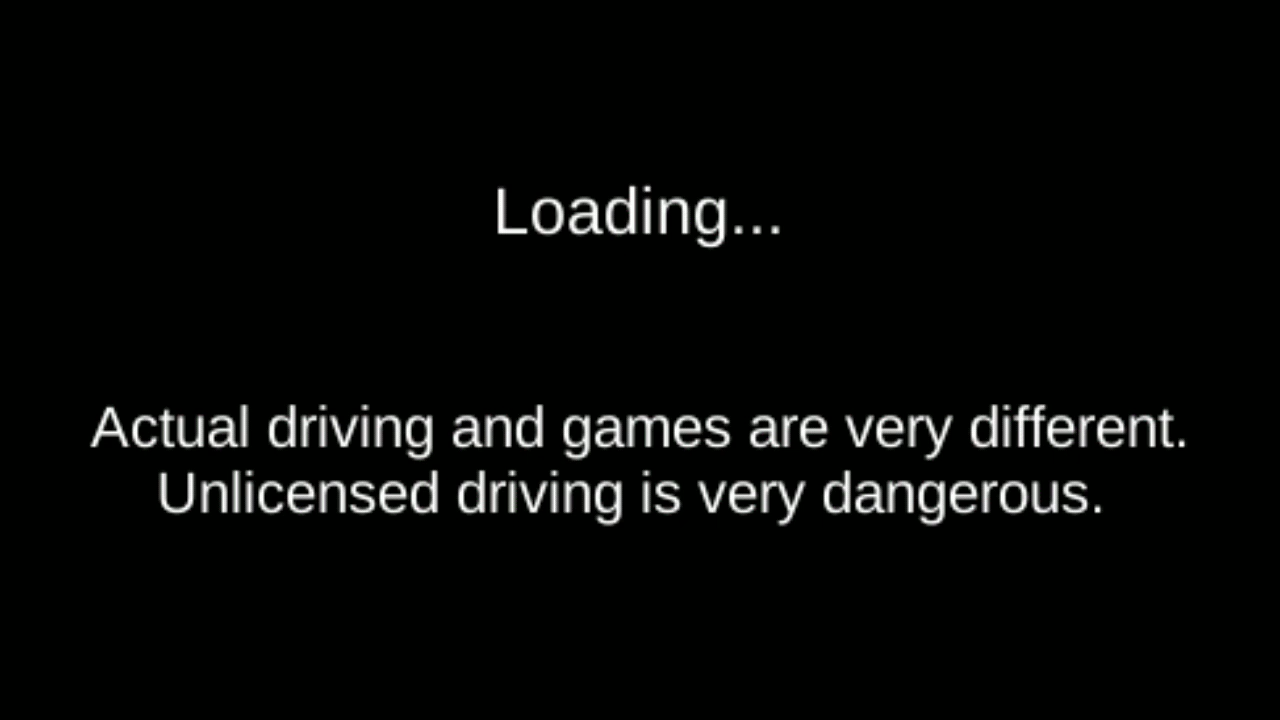 Loading...
Actual driving and games are very different.
Unlicensed driving is very dangerous.